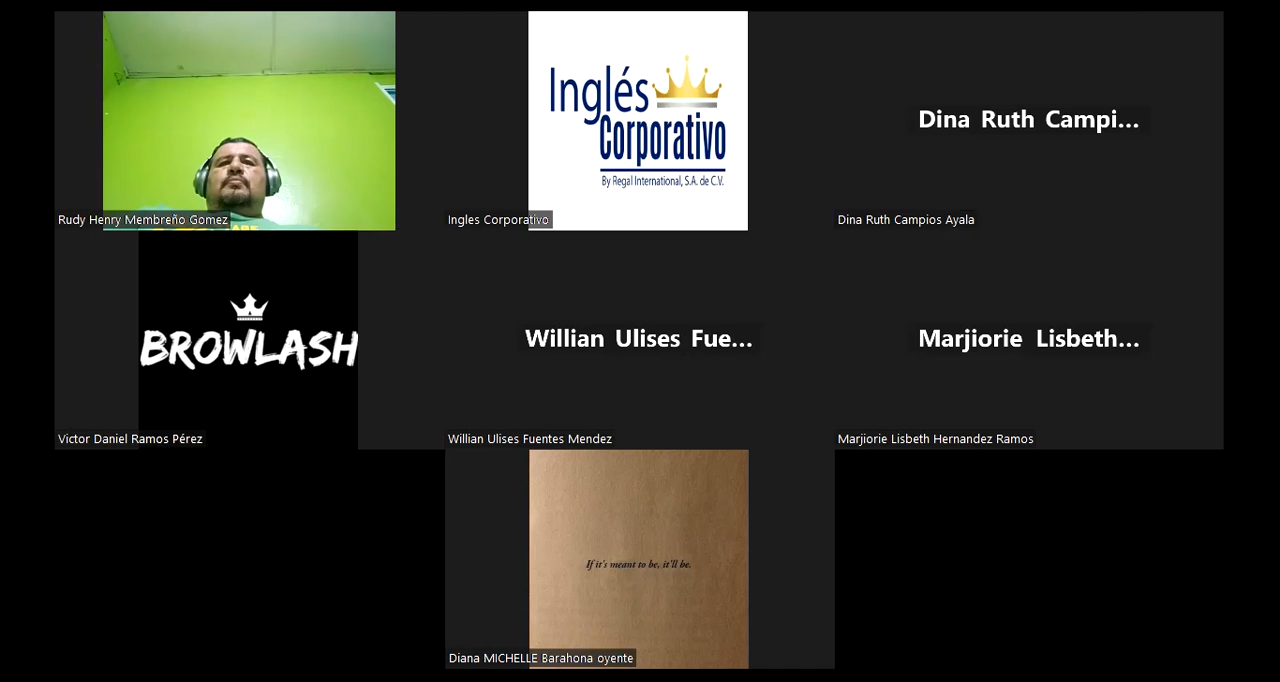 Rudy Henry Membreño Gomez
Inglés
Corporativo
By Regal International, S.A. de C.V.
Ingles Corporativo
Dina Ruth Campi...
Dina Ruth Campios Ayala
BROWLASH
Victor Daniel Ramos Pérez
Willian Ulises Fue...
Willian Ulises Fuentes Mendez
Marjiorie Lisbeth...
Marjiorie Lisbeth Hernandez Ramos
If it's meant to be, it'll be.
Diana MICHELLE Barahona oyente